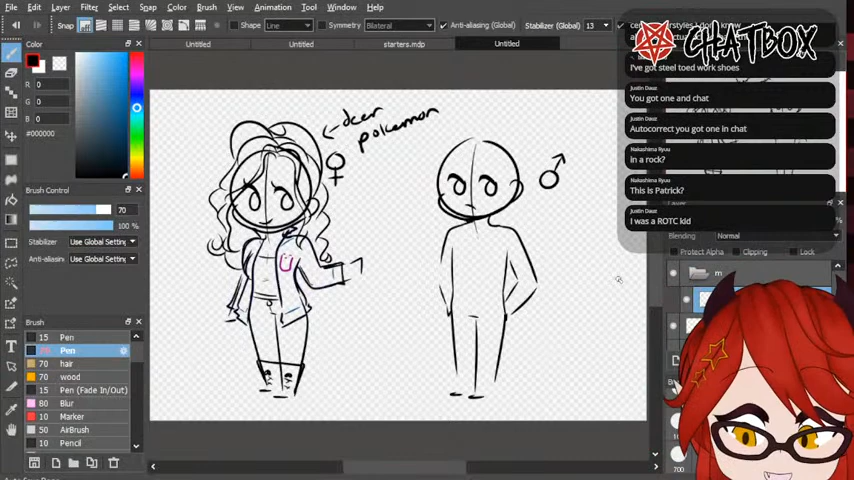 File Edit Layer Filter Select Snap Color Brush Animation Tool Window Help
Snap Shape: Line Symmetry Bilateral Anti-aliasing (Global) Stabilizer (Global) 13
Untitled Untitled starters.mdp Untitled
Color
R 0
G 0
B 0
#000000
Brush Control
70
100 %
Stabilizer Use Global Setting
Anti-aliasing Use Global Setting
Brush
15 Pen
Pen
70 hair
70 wood
15 Pen (Fade In/Out)
80 Blur
10 Marker
50 AirBrush
10 Pencil
← deer
pokemon
♀
♂
CHATBOX
I've got steel toed work shoes
Justin Daaz
You got one and chat
Justin Daaz
Autocorrect you got one in chat
Nakashima Ryuu
in a rock?
Nakashima Ryuu
This is Patrick?
Justin Daaz
I was a ROTC kid
Blending Normal
Protect Alpha Clipping Lock
m
700